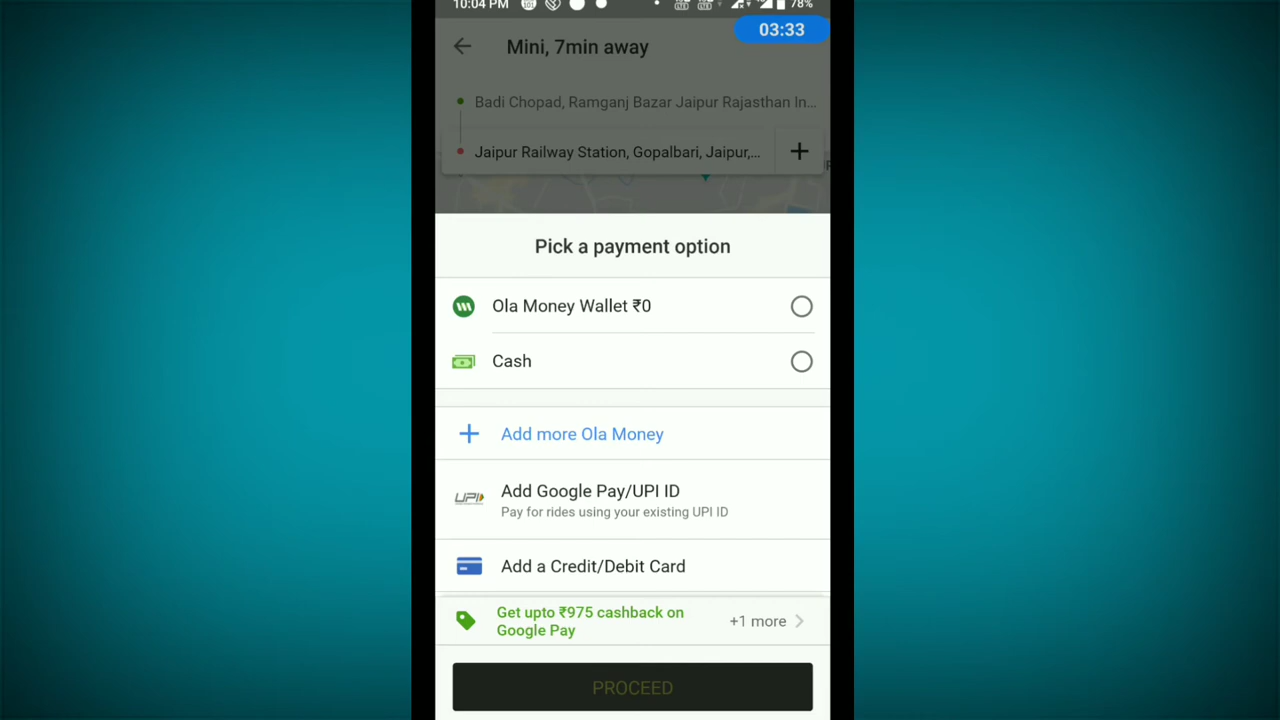 10:04 PM 78%
03:33
Mini, 7min away
Badi Chopad, Ramganj Bazar Jaipur Rajasthan In...
Jaipur Railway Station, Gopalbari, Jaipur,...
Pick a payment option
Ola Money Wallet ₹0
Cash
Add more Ola Money
UPI
Add Google Pay/UPI ID
Pay for rides using your existing UPI ID
Add a Credit/Debit Card
Get upto ₹975 cashback on
Google Pay
+1 more
PROCEED